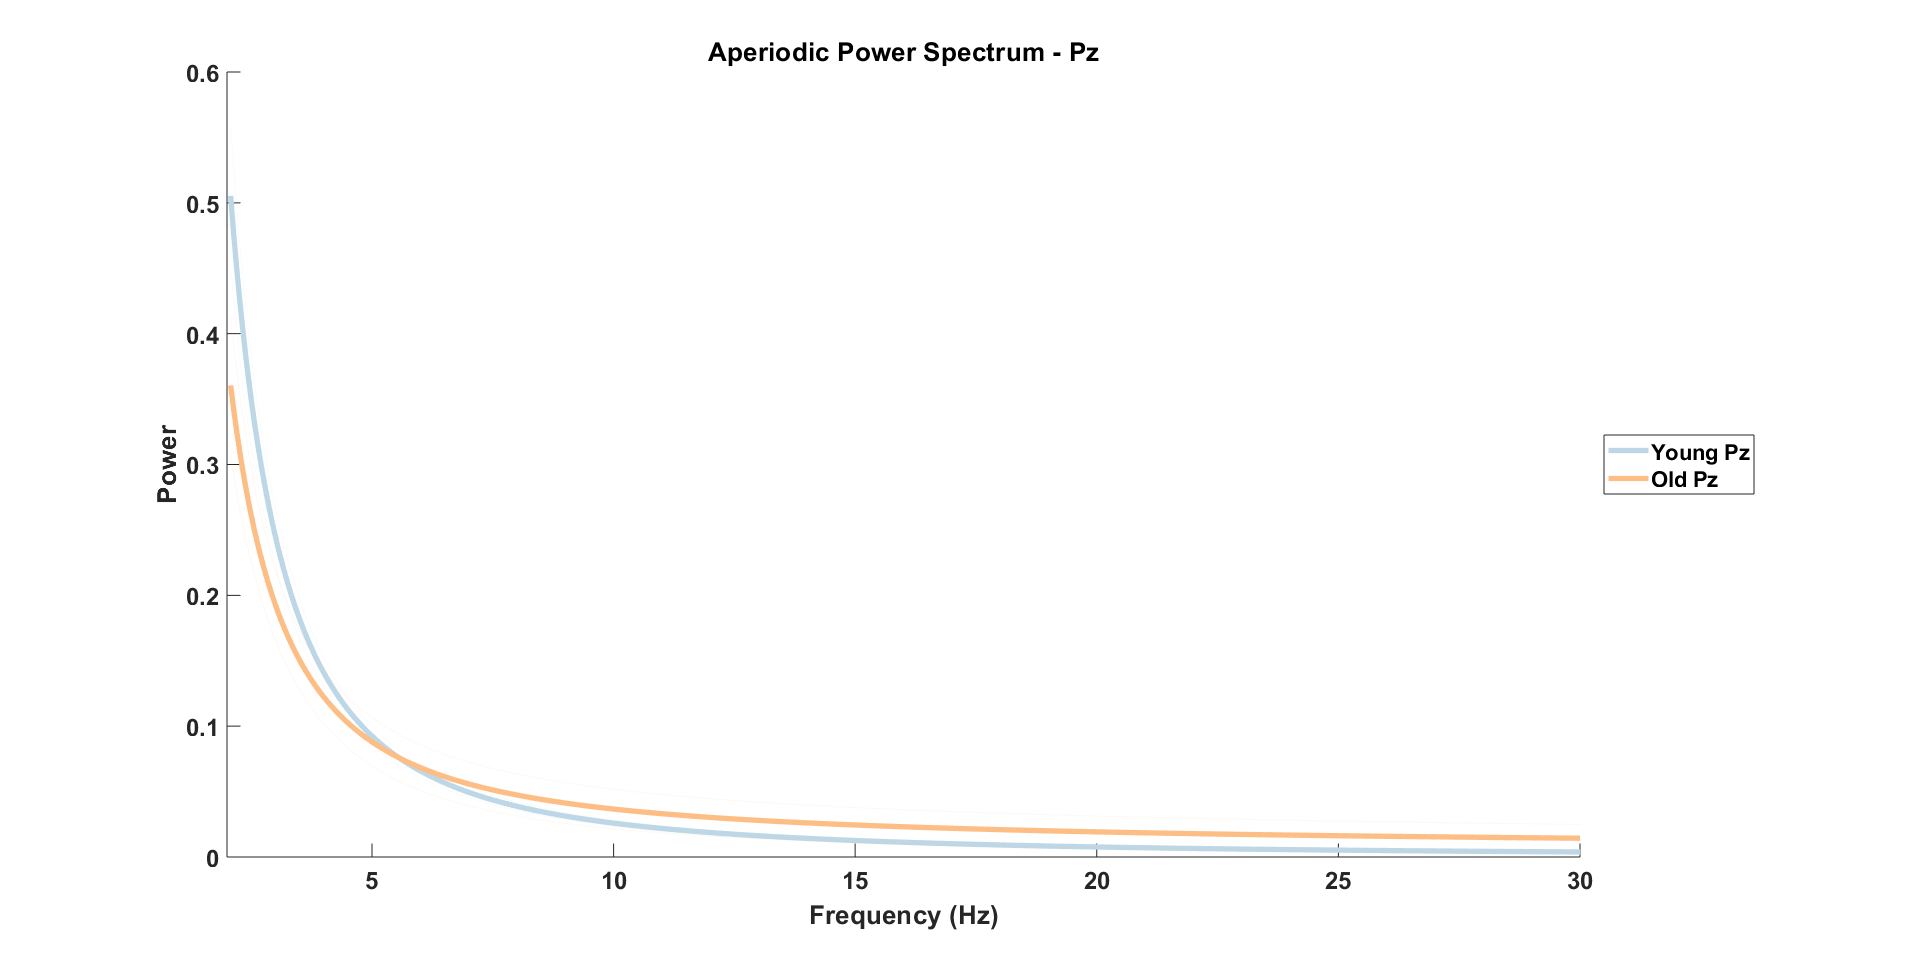 Aperiodic Power Spectrum - Pz
0.6
0.5
0.4
0.3
0.2
0.1
0
Power
5 10 15 20 25 30
Frequency (Hz)
Young Pz
Old Pz